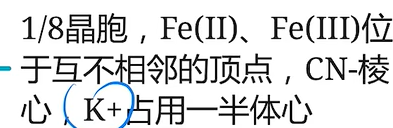 1/8晶胞，Fe(II)、Fe(III)位
于互不相邻的顶点，CN-棱
心，K+占用一半体心